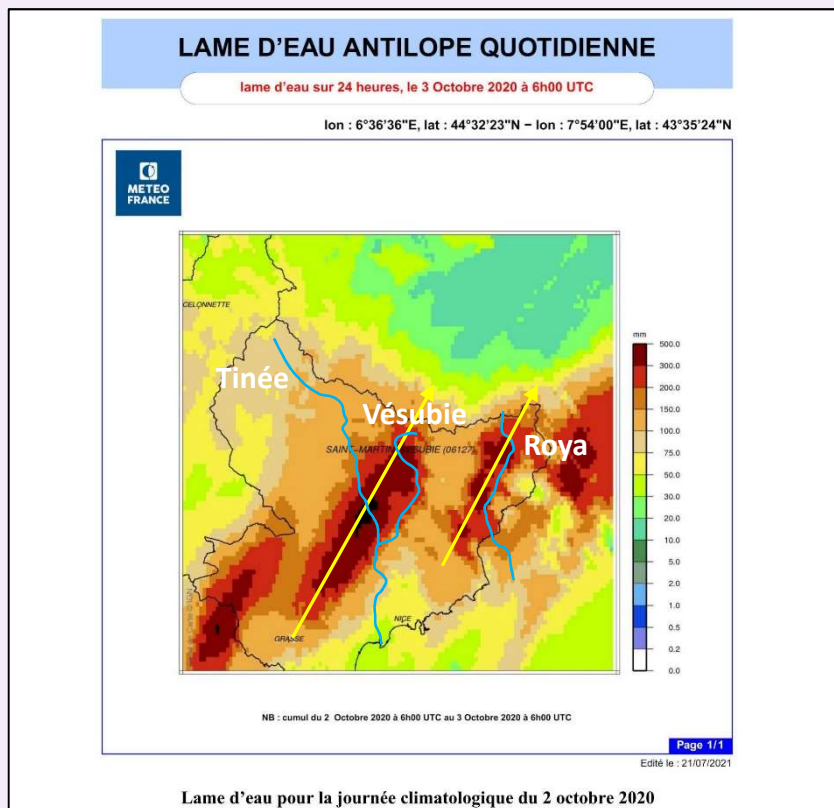 LAME D'EAU ANTILOPE QUOTIDIENNE
lame d'eau sur 24 heures, le 3 Octobre 2020 à 6h00 UTC
lon : 6°36'36"E, lat : 44°32'23"N − lon : 7°54'00"E, lat : 43°35'24"N
METEO
FRANCE
CELONNETTE
Tinée
Vésubie
SAINT-MARTIN VESUBIE (06127)
Roya
NICE
GRASSE
mm
500.0
300.0
200.0
150.0
100.0
75.0
50.0
30.0
20.0
10.0
5.0
2.0
1.0
0.5
0.2
0.0
NB : cumul du 2 Octobre 2020 à 6h00 UTC au 3 Octobre 2020 à 6h00 UTC
Page 1/1
Edité le : 21/07/2021
Lame d'eau pour la journée climatologique du 2 octobre 2020